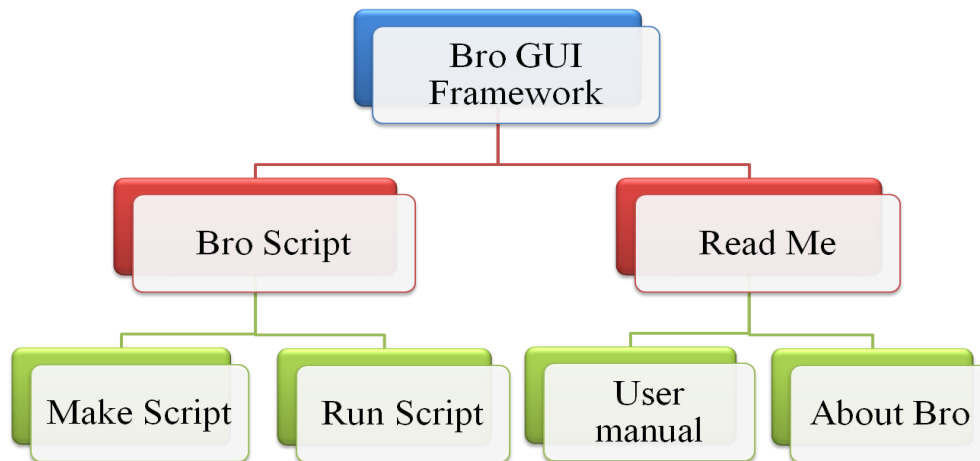 Bro GUI
Framework
Bro Script
Read Me
Make Script
Run Script
User
manual
About Bro